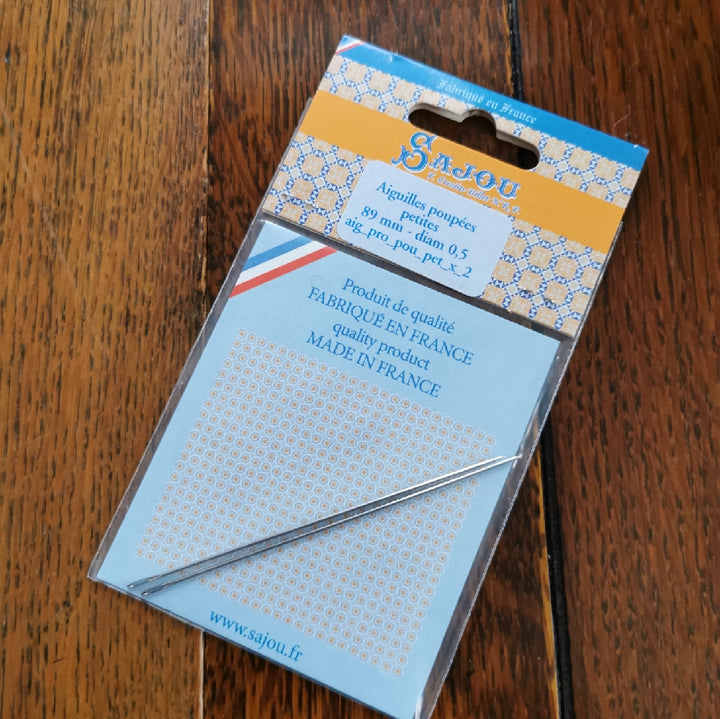 Fabriqué en France
SAJOU
Aiguilles poupées
petites
89 mm - diam 0,5
aig_pro_pou_pet_x_2
Produit de qualité
FABRIQUÉ EN FRANCE
quality product
MADE IN FRANCE
www.sajou.fr